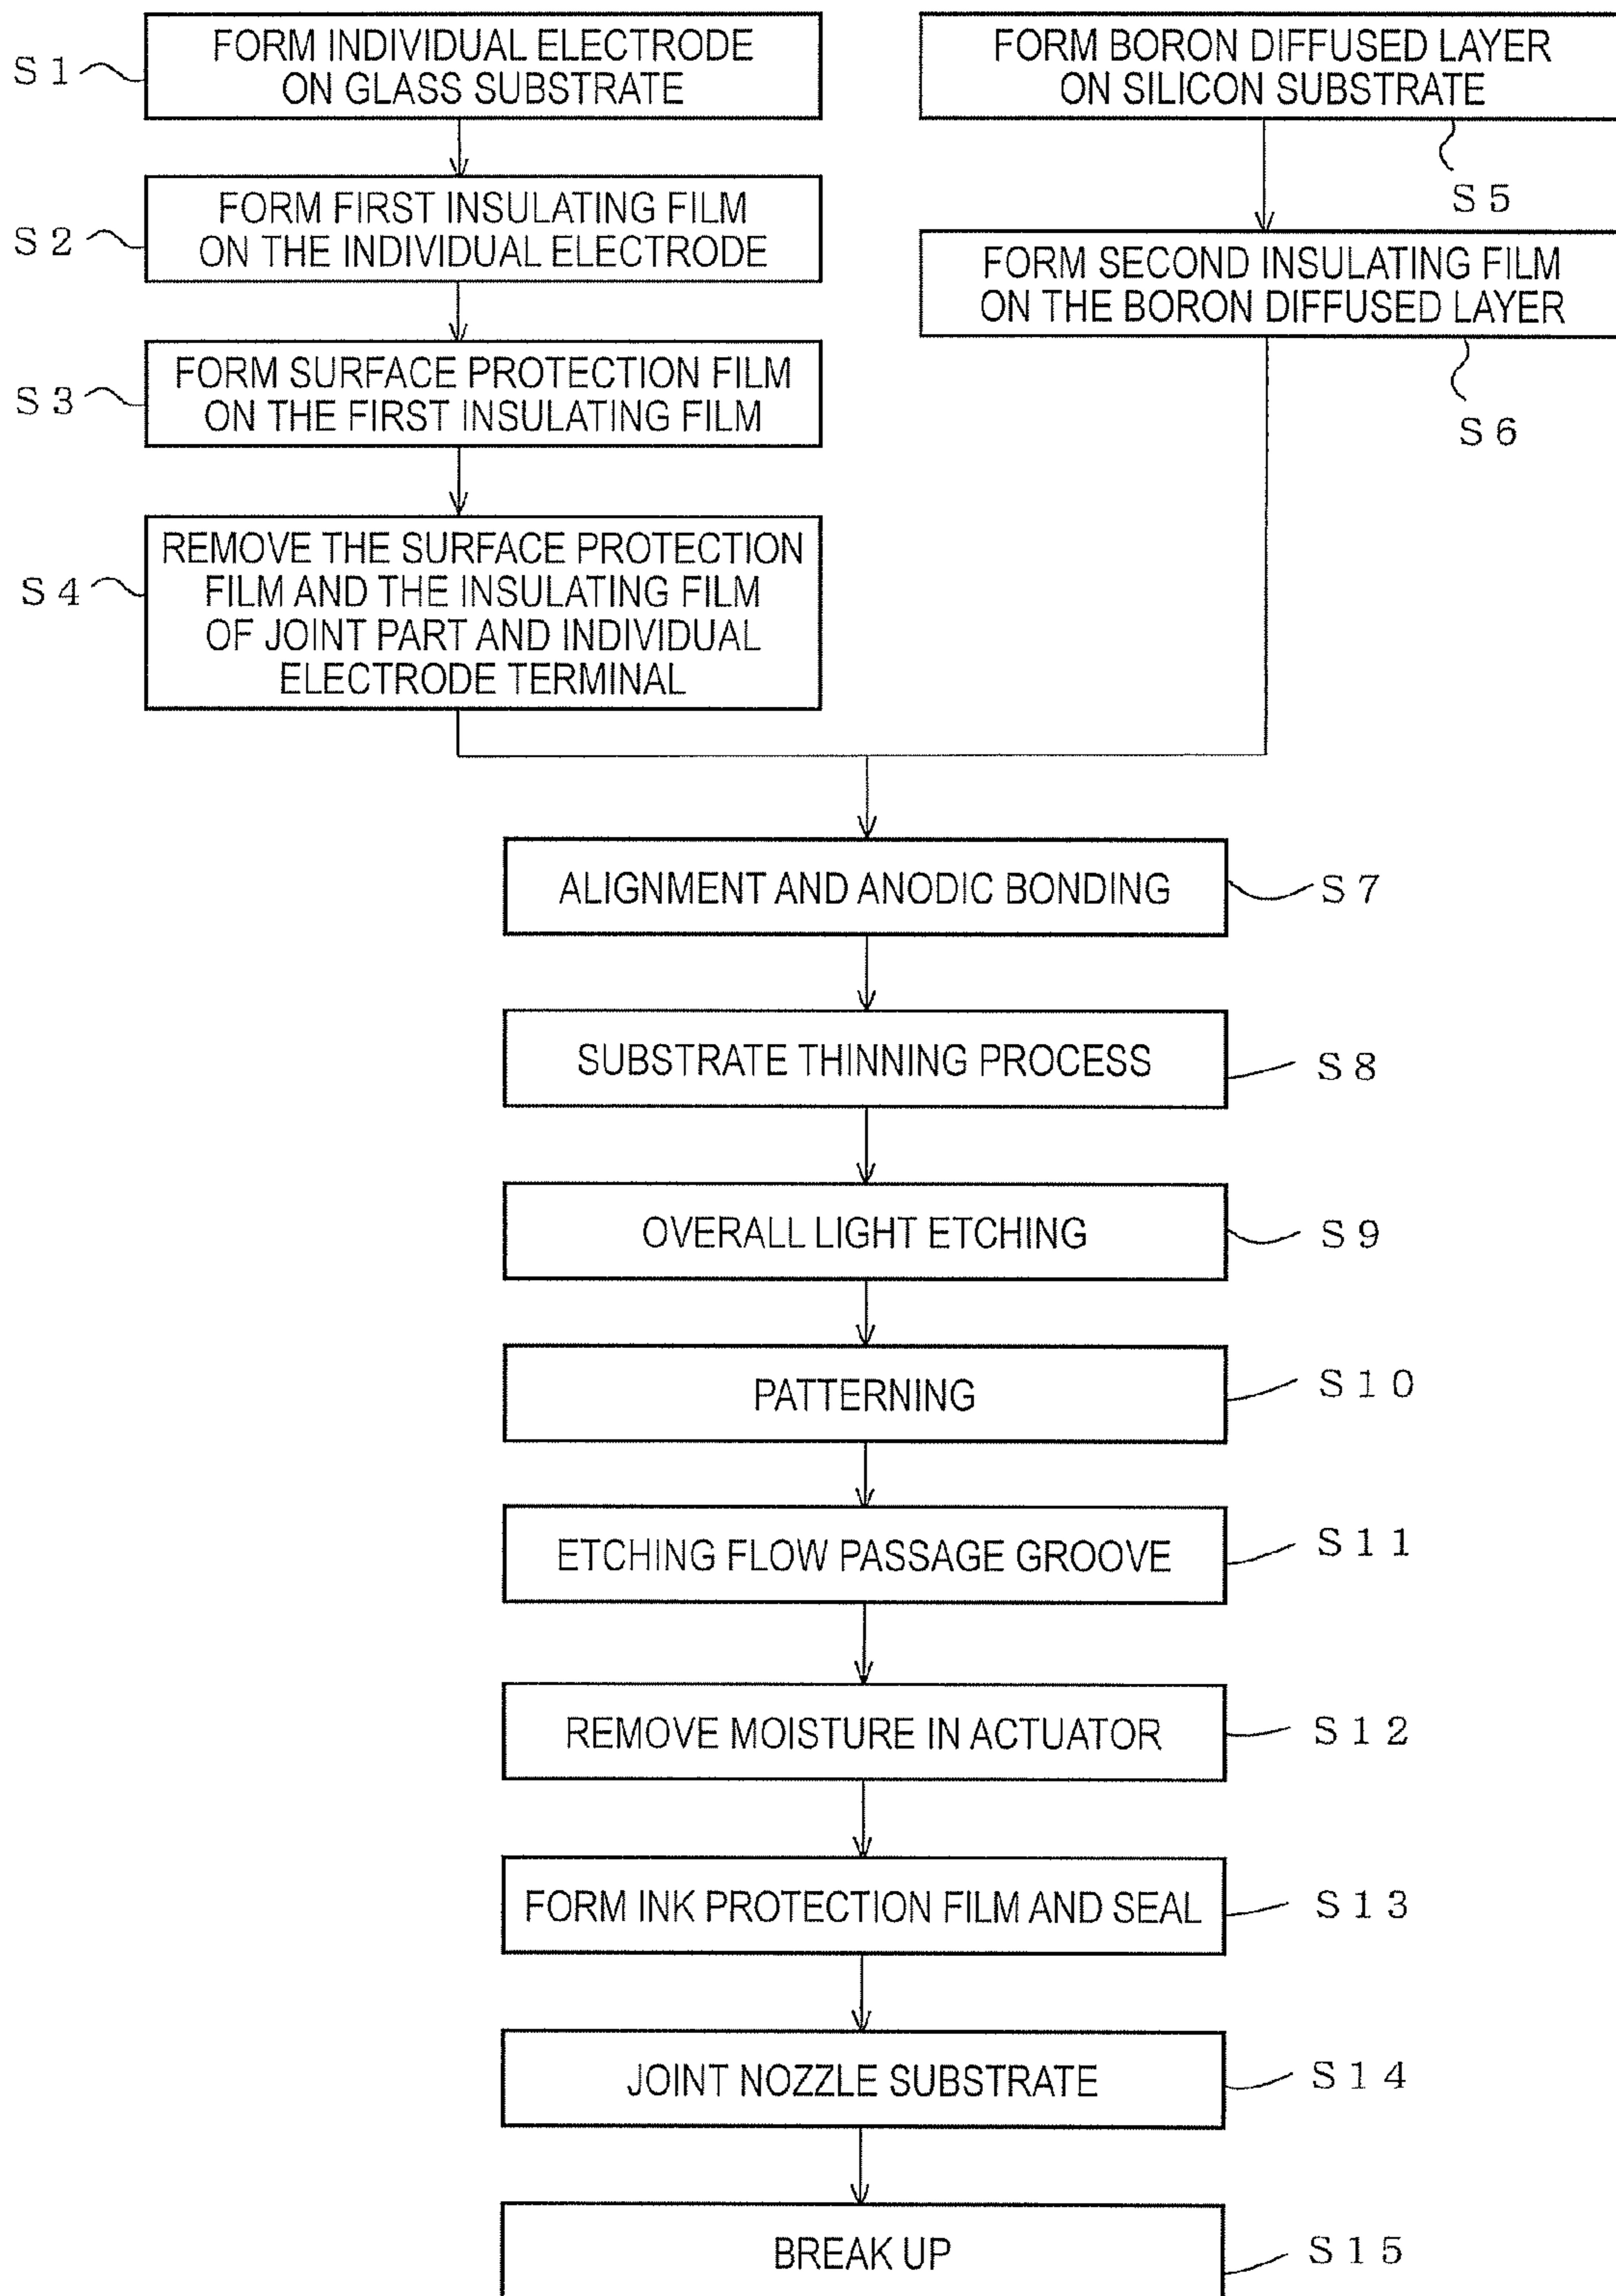 S1
FORM INDIVIDUAL ELECTRODE
ON GLASS SUBSTRATE
S2
FORM FIRST INSULATING FILM
ON THE INDIVIDUAL ELECTRODE
S3
FORM SURFACE PROTECTION FILM
ON THE FIRST INSULATING FILM
S4
REMOVE THE SURFACE PROTECTION
FILM AND THE INSULATING FILM
OF JOINT PART AND INDIVIDUAL
ELECTRODE TERMINAL
FORM BORON DIFFUSED LAYER
ON SILICON SUBSTRATE
S5
FORM SECOND INSULATING FILM
ON THE BORON DIFFUSED LAYER
S6
ALIGNMENT AND ANODIC BONDING
S7
SUBSTRATE THINNING PROCESS
S8
OVERALL LIGHT ETCHING
S9
PATTERNING
S10
ETCHING FLOW PASSAGE GROOVE
S11
REMOVE MOISTURE IN ACTUATOR
S12
FORM INK PROTECTION FILM AND SEAL
S13
JOINT NOZZLE SUBSTRATE
S14
BREAK UP
S15